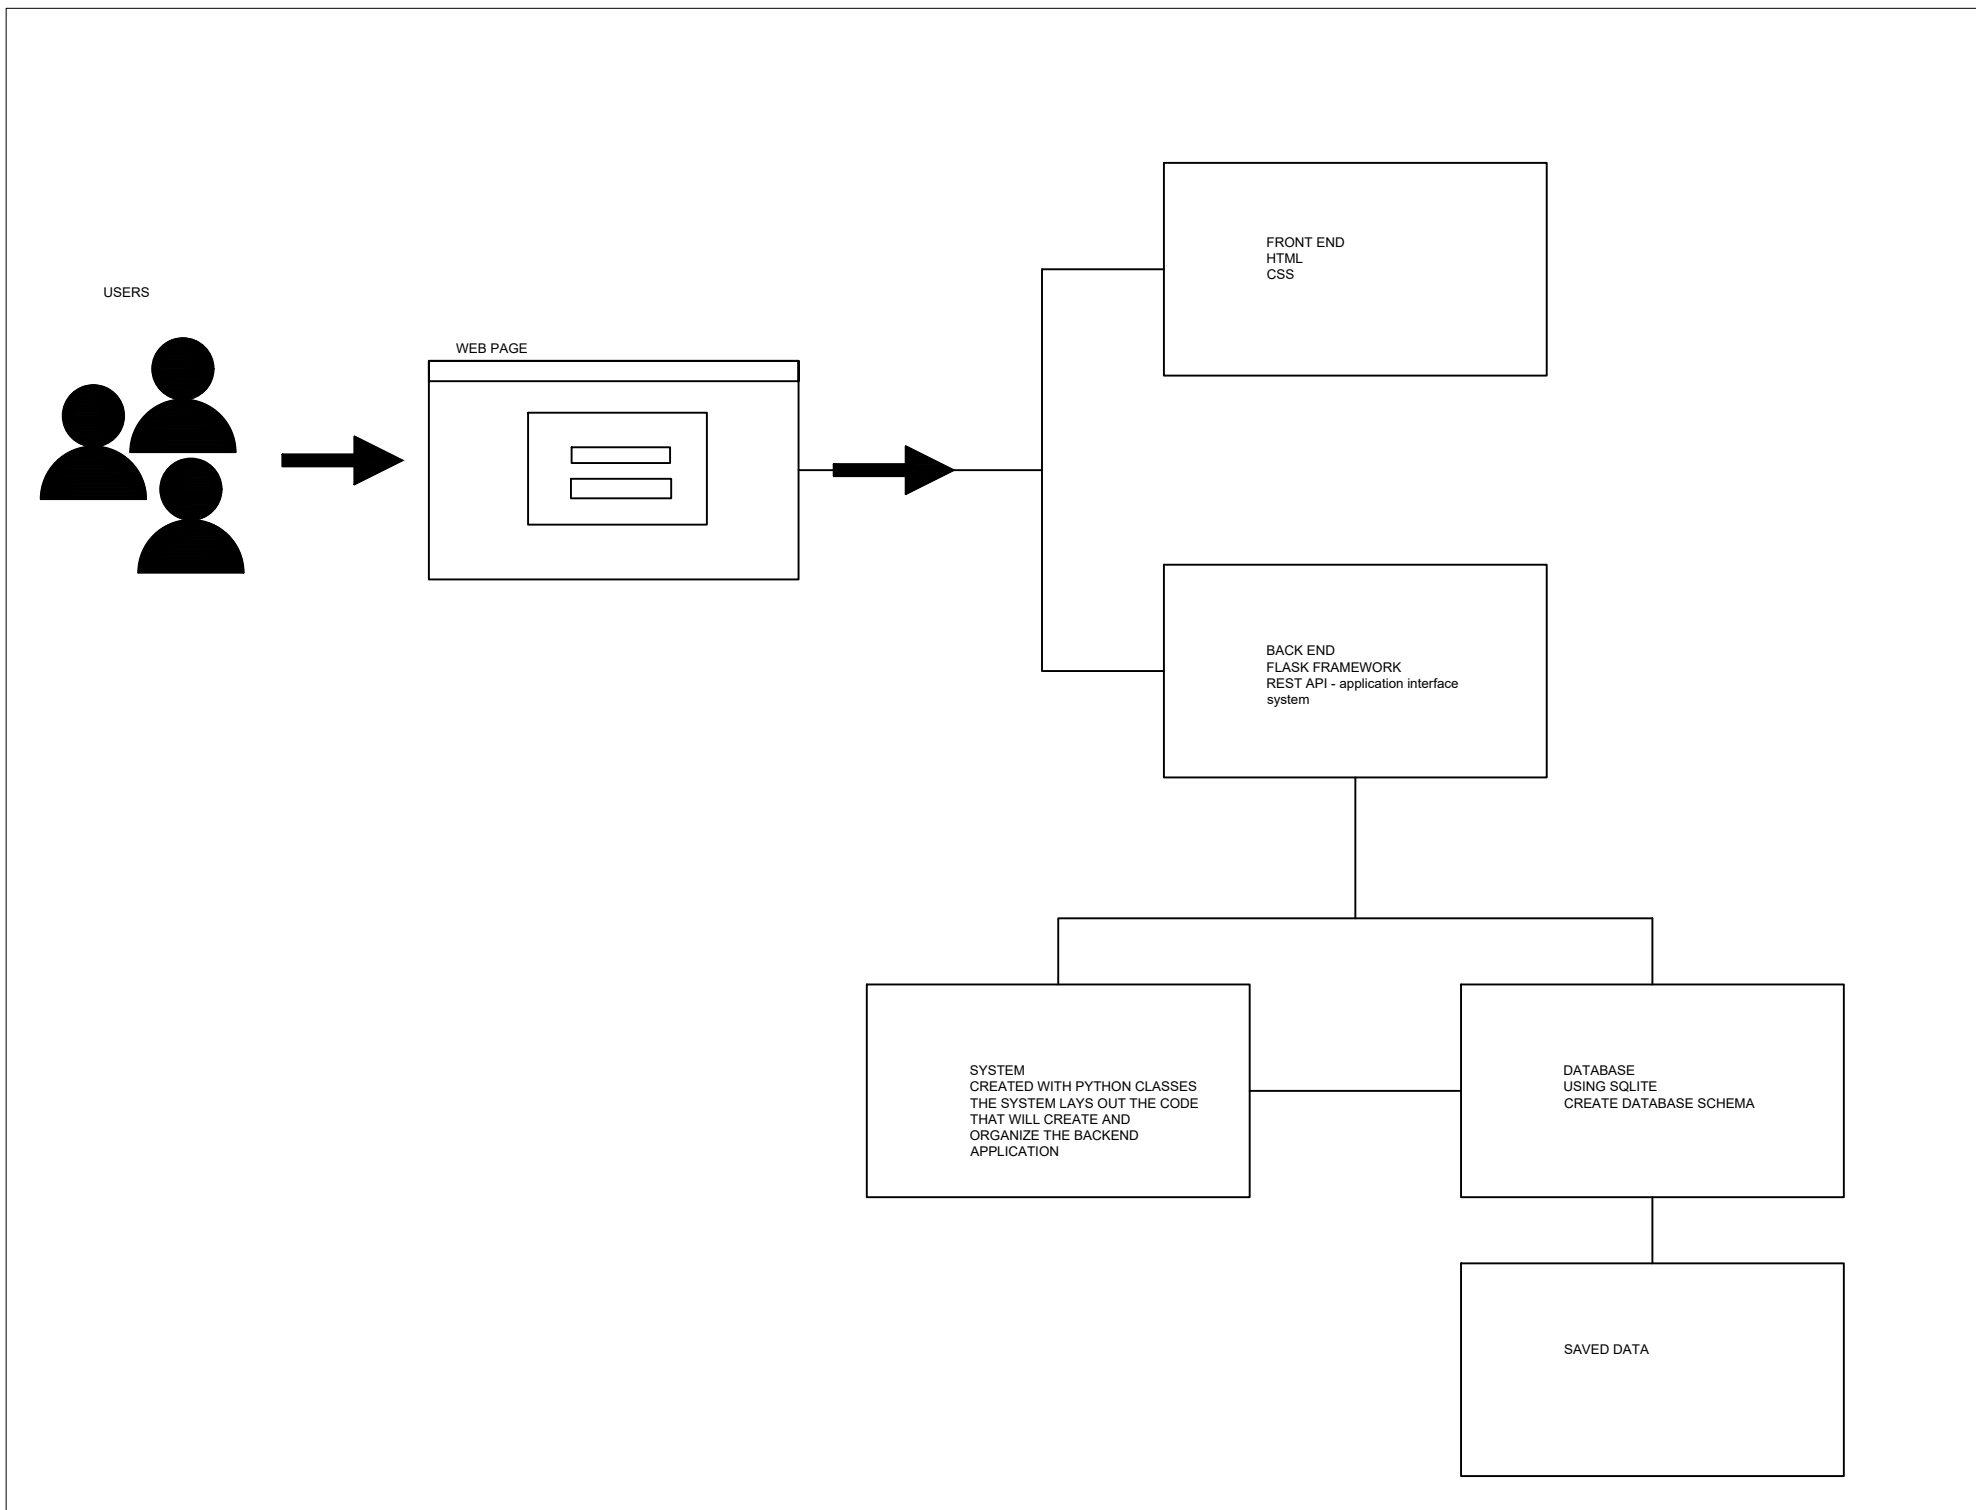 USERS
WEB PAGE
FRONT END
HTML
CSS
BACK END
FLASK FRAMEWORK
REST API - application interface
system
SYSTEM
CREATED WITH PYTHON CLASSES
THE SYSTEM LAYS OUT THE CODE
THAT WILL CREATE AND
ORGANIZE THE BACKEND
APPLICATION
DATABASE
USING SQLITE
CREATE DATABASE SCHEMA
SAVED DATA